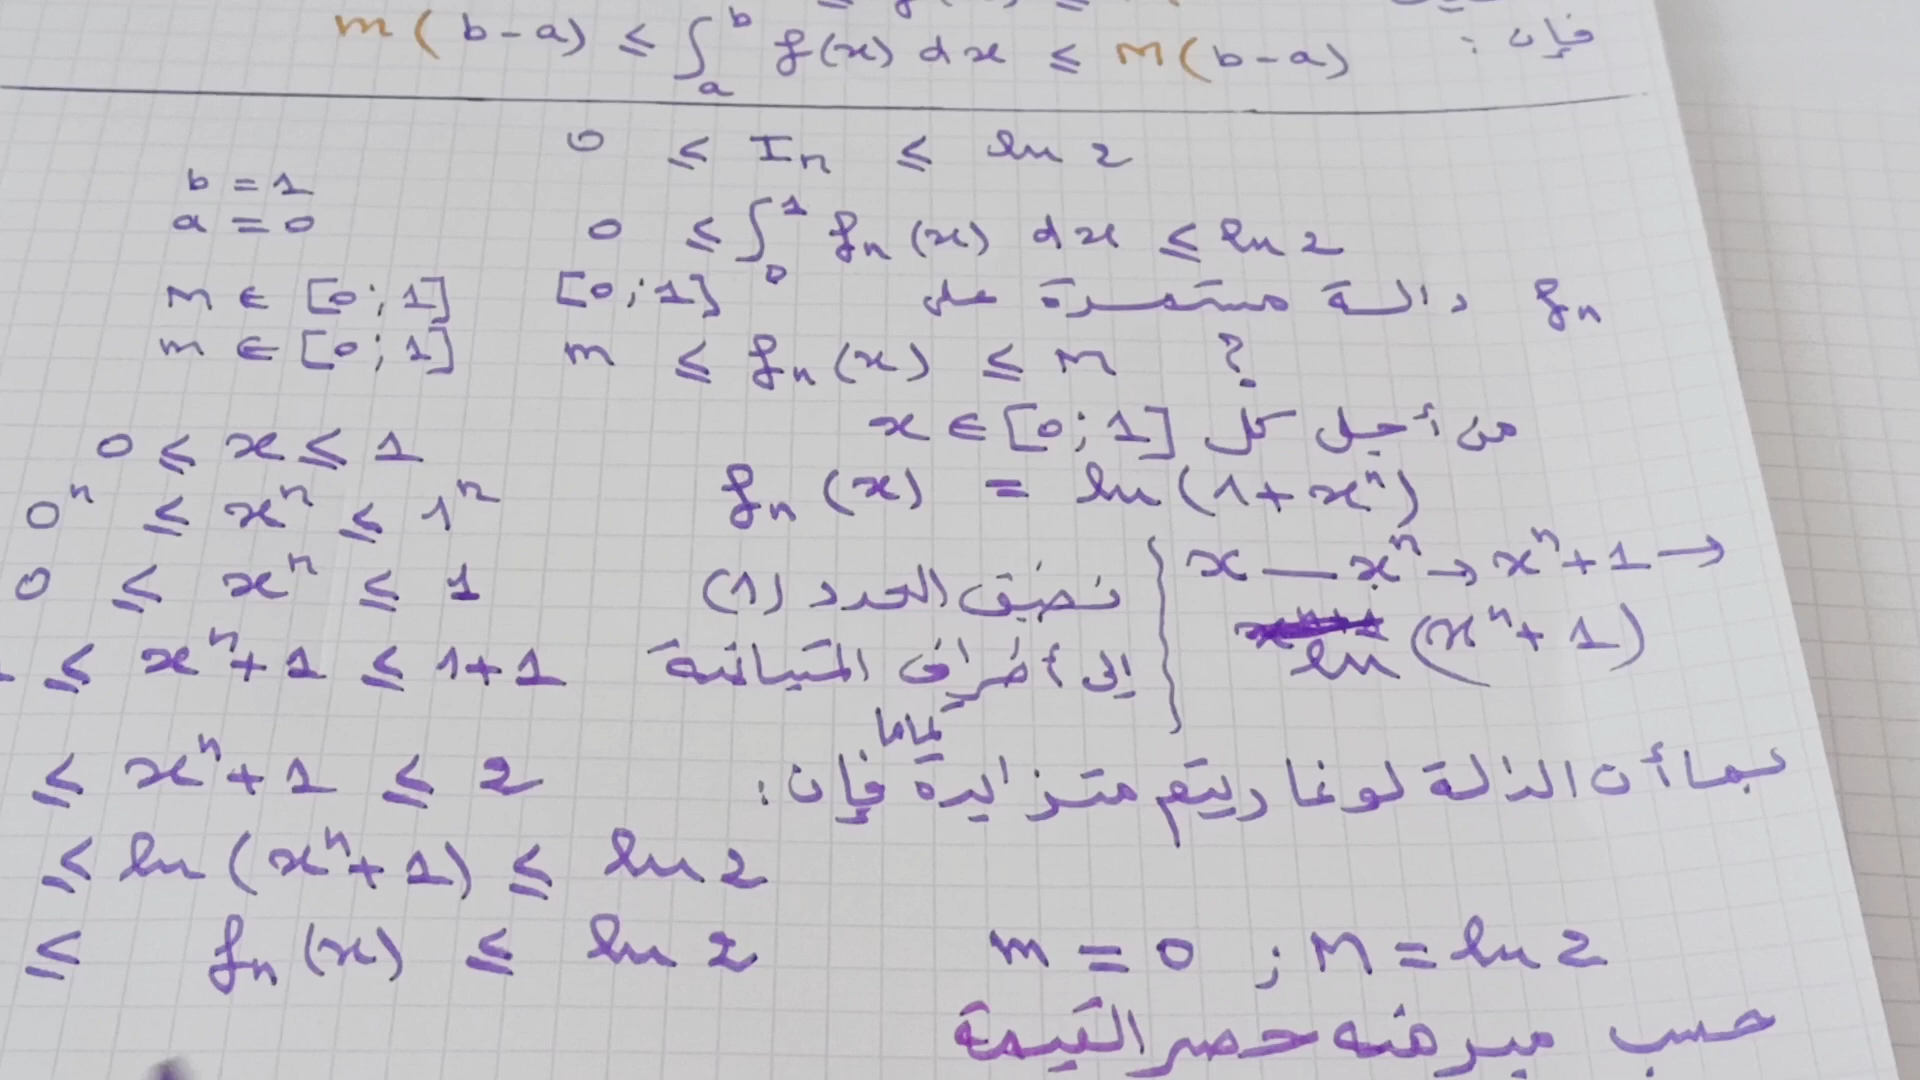 m(b-a) ≤ ∫_a^b f(x) dx ≤ M(b-a) فإن :
0 ≤ I_n ≤ ln 2
b = 1
a = 0
0 ≤ ∫_0^1 f_n(x) dx ≤ ln 2
f_n دالة مستمرة على [0;1]
M ∈ [0;1]
m ∈ [0;1]
m ≤ f_n(x) ≤ M ?
من أجل كل x ∈ [0;1]
0 ≤ x ≤ 1
f_n(x) = ln(1+x^n)
0^n ≤ x^n ≤ 1^n
x — x^n → x^n+1 →
ln(x^n+1)
0 ≤ x^n ≤ 1
نضيف العدد (1)
إلى أطراف المتباينة
≤ x^n+1 ≤ 1+1
تماما
بما أن الدالة لوغاريتم متزايدة فإن :
≤ x^n+1 ≤ 2
≤ ln(x^n+1) ≤ ln 2
≤ f_n(x) ≤ ln 2
m = 0 ; M = ln 2
حسب مبرهنة حصر القيمة